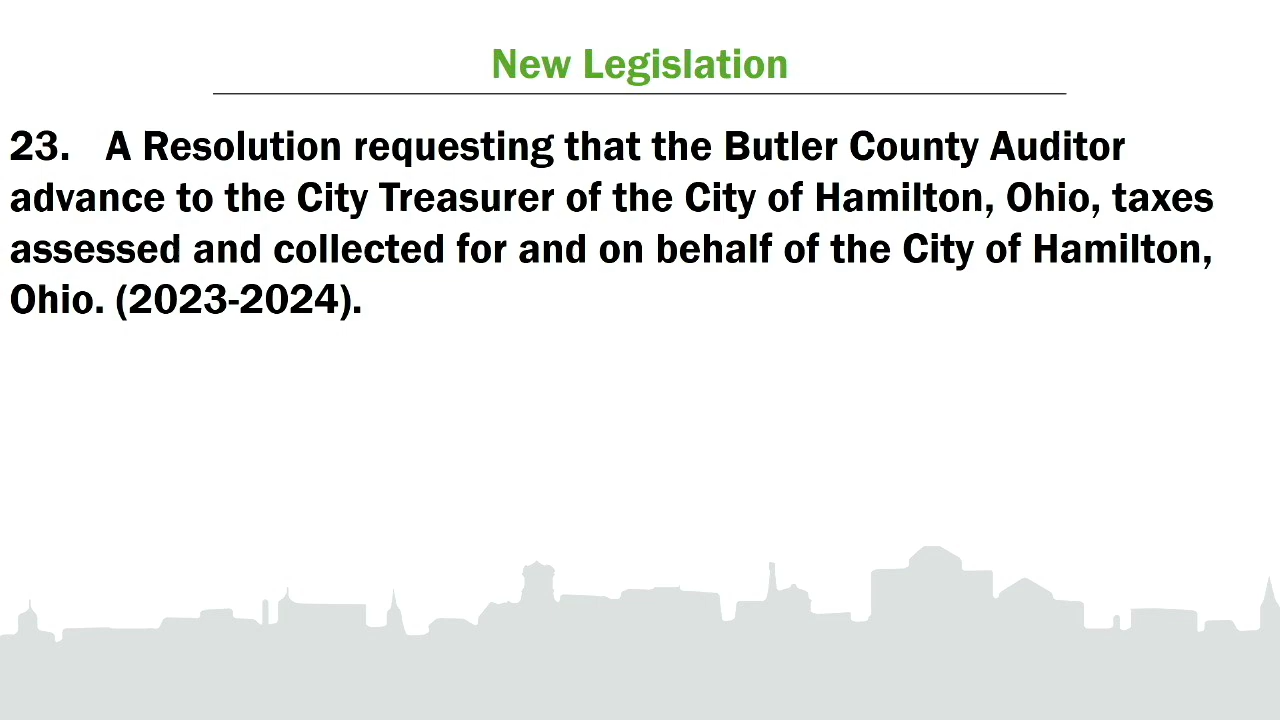 New Legislation
23. A Resolution requesting that the Butler County Auditor
advance to the City Treasurer of the City of Hamilton, Ohio, taxes
assessed and collected for and on behalf of the City of Hamilton,
Ohio. (2023-2024).